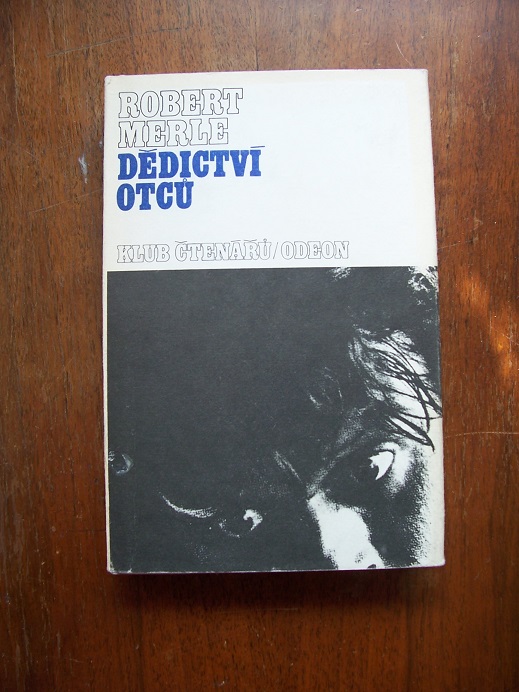 ROBERT
MERLE
DĚDICTVÍ
OTCŮ
KLUB ČTENÁŘŮ/ODEON